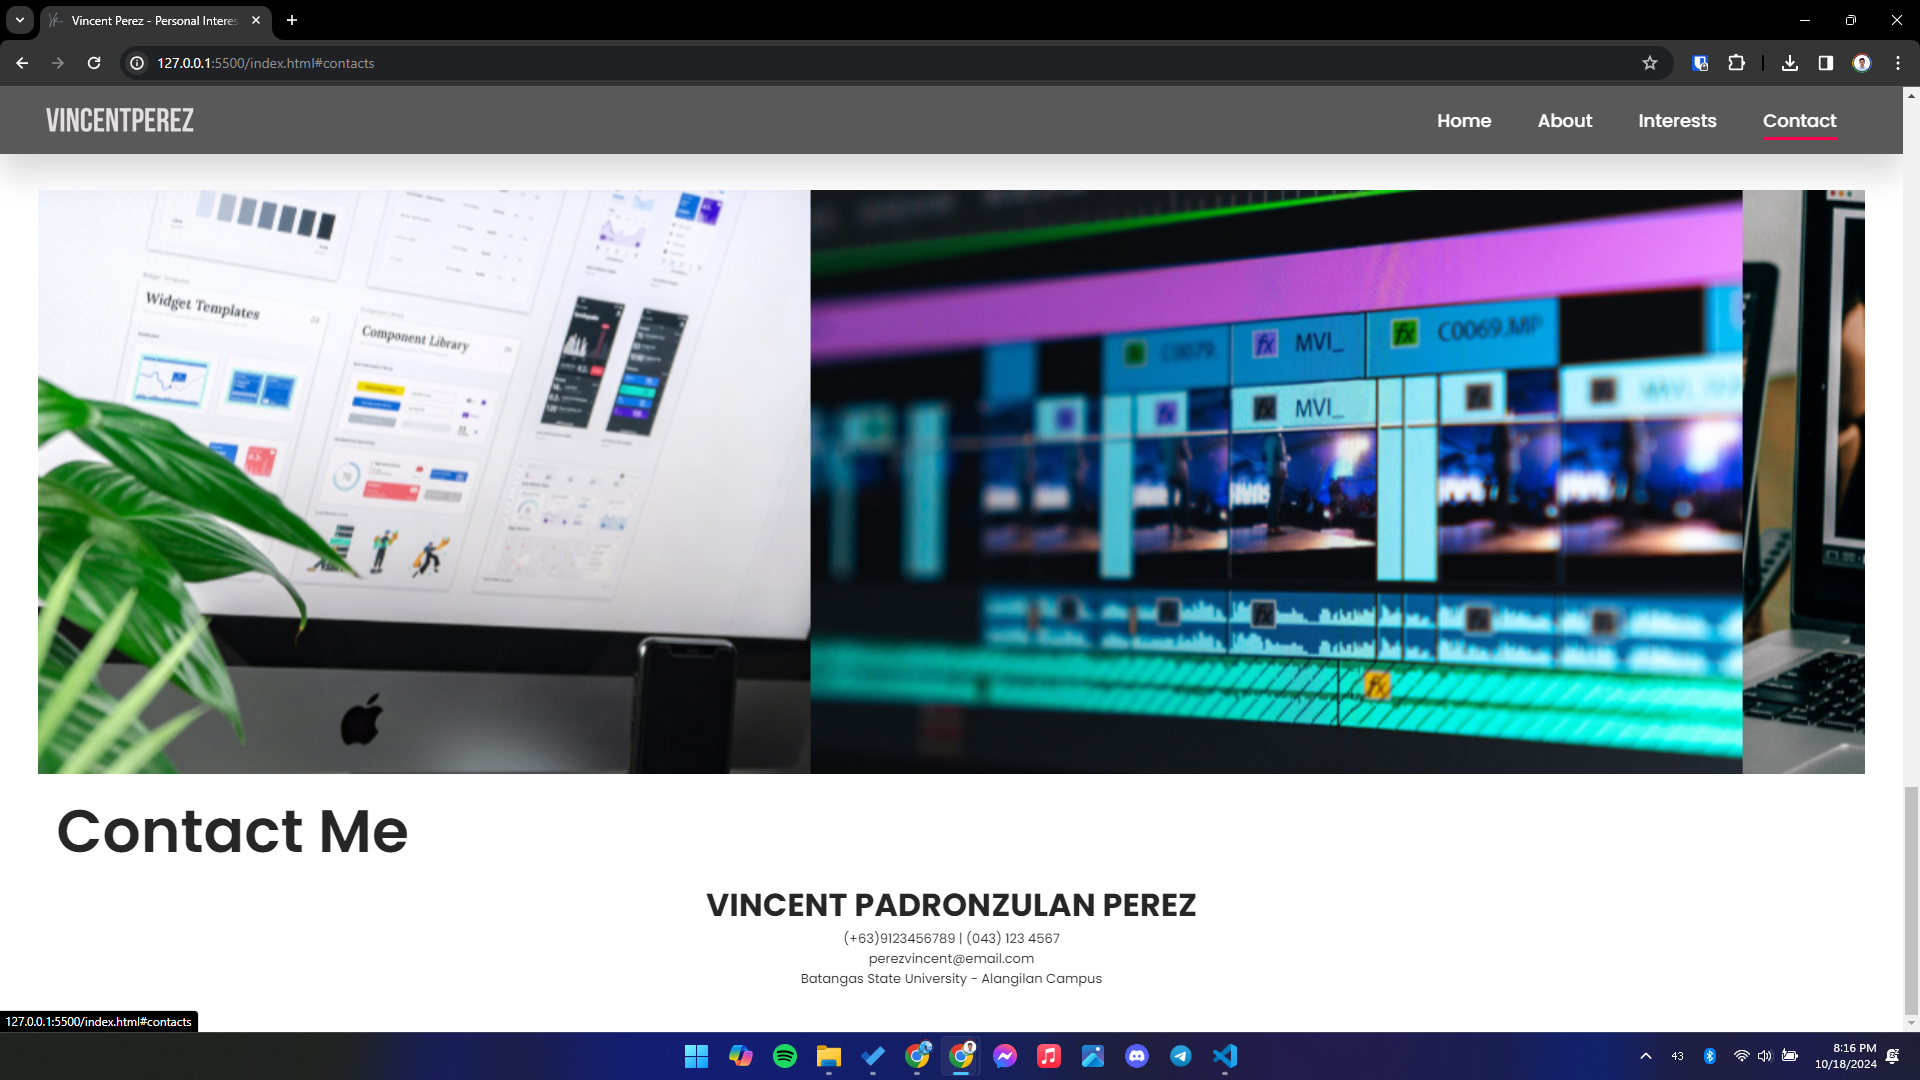 Vincent Perez - Personal Interes
127.0.0.1:5500/index.html#contacts
VINCENTPEREZ
Home About Interests Contact
Widget Templates
Component Library
MVI_
C0069.MP
MVI_
Contact Me
VINCENT PADRONZULAN PEREZ
(+63)9123456789 | (043) 123 4567
perezvincent@email.com
Batangas State University - Alangilan Campus
127.0.0.1:5500/index.html#contacts
43
8:16 PM
10/18/2024